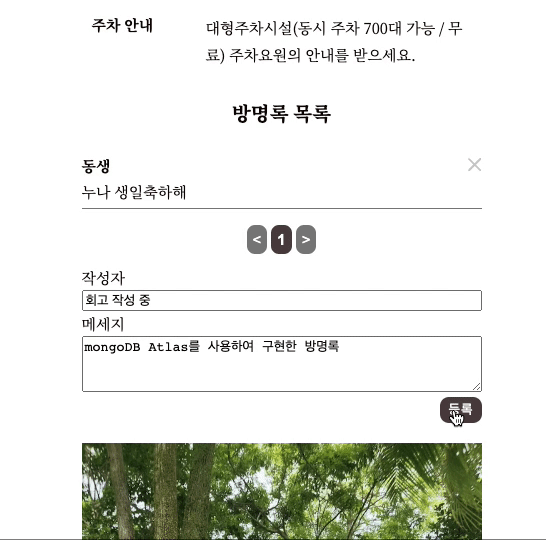 주차 안내
대형주차시설(동시 주차 700대 가능 / 무
료) 주차요원의 안내를 받으세요.
방명록 목록
동생
누나 생일축하해
< 1 >
작성자
회고 작성 중
메세지
mongoDB Atlas를 사용하여 구현한 방명록
등록